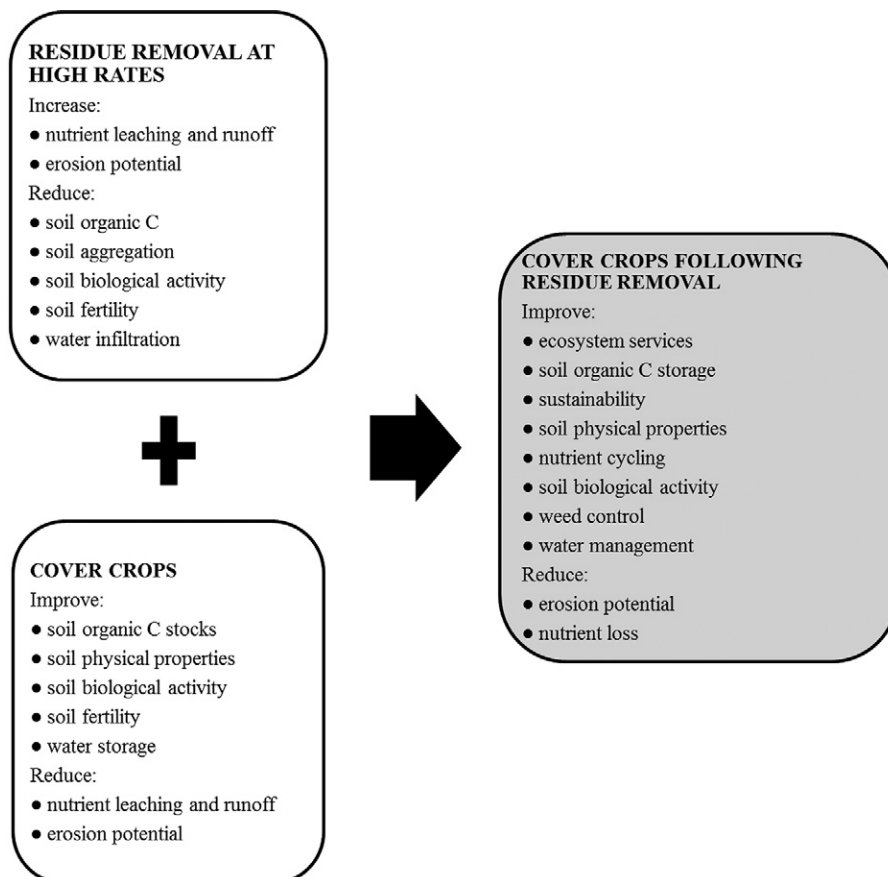 RESIDUE REMOVAL AT
HIGH RATES
Increase:
● nutrient leaching and runoff
● erosion potential
Reduce:
● soil organic C
● soil aggregation
● soil biological activity
● soil fertility
● water infiltration
COVER CROPS
Improve:
● soil organic C stocks
● soil physical properties
● soil biological activity
● soil fertility
● water storage
Reduce:
● nutrient leaching and runoff
● erosion potential
COVER CROPS FOLLOWING
RESIDUE REMOVAL
Improve:
● ecosystem services
● soil organic C storage
● sustainability
● soil physical properties
● nutrient cycling
● soil biological activity
● weed control
● water management
Reduce:
● erosion potential
● nutrient loss